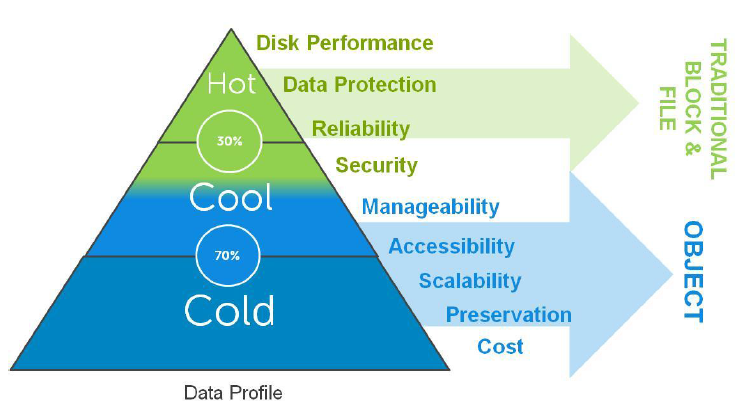 Disk Performance
Hot
Data Protection
Reliability
30%
Security
Cool
Manageability
Accessibility
70%
Scalability
Cold
Preservation
Cost
Data Profile
TRADITIONAL
BLOCK &
FILE
OBJECT